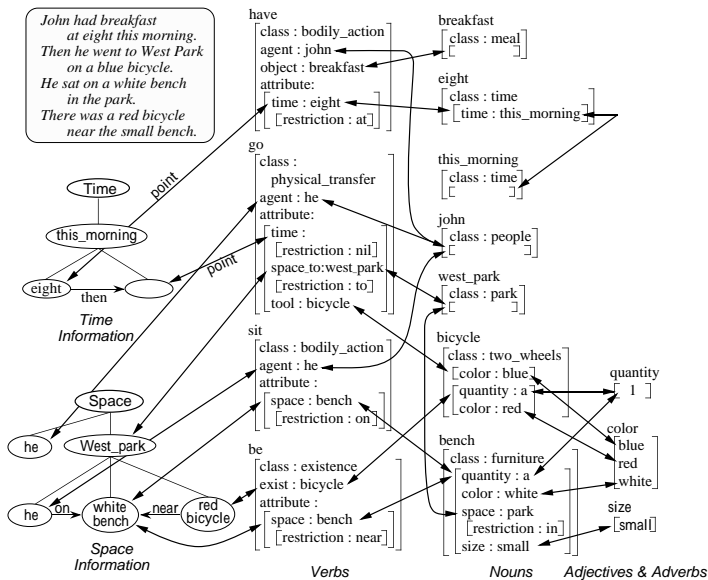 John had breakfast
at eight this morning.
Then he went to West Park
on a blue bicycle.
He sat on a white bench
in the park.
There was a red bicycle
near the small bench.
Time
this_morning
eight
then
Time
Information
point
point
Space
he
West_park
he
on
white
bench
near
red
bicycle
Space
Information
have
class : bodily_action
agent : john
object : breakfast
attribute:
time : eight
[restriction : at]
go
class :
physical_transfer
agent : he
attribute:
time :
[restriction : nil]
space_to:west_park
[restriction : to]
tool : bicycle
sit
class : bodily_action
agent : he
attribute :
space : bench
[restriction : on]
be
class : existence
exist : bicycle
attribute :
space : bench
[restriction : near]
Verbs
breakfast
class : meal
[ ]
eight
class : time
[time : this_morning]
this_morning
class : time
[ ]
john
class : people
[ ]
west_park
class : park
[ ]
bicycle
class : two_wheels
[color : blue]
quantity : a
color : red
bench
class : furniture
quantity : a
color : white
space : park
[restriction : in]
size : small
Nouns
quantity
[ 1 ]
color
blue
red
white
size
[small]
Adjectives & Adverbs